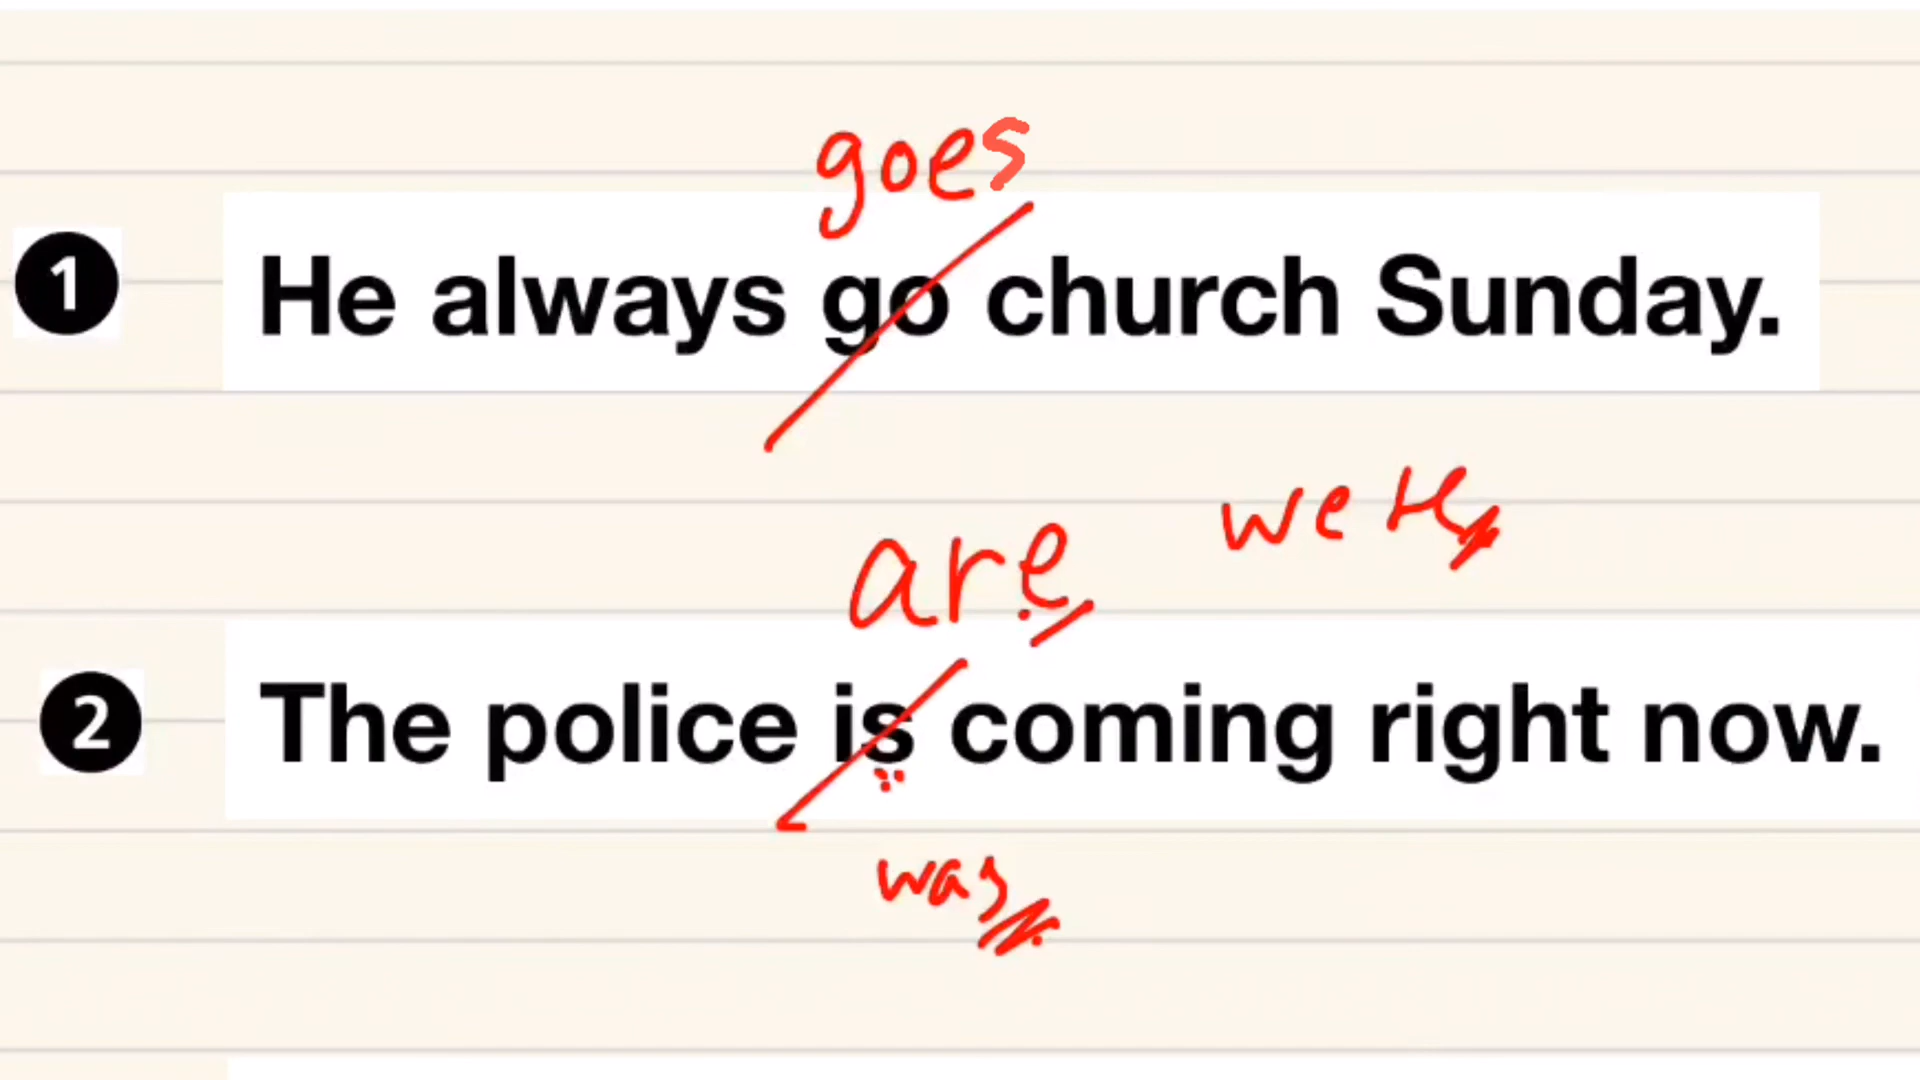 goes
1 He always go church Sunday.
are were
2 The police is coming right now.
was